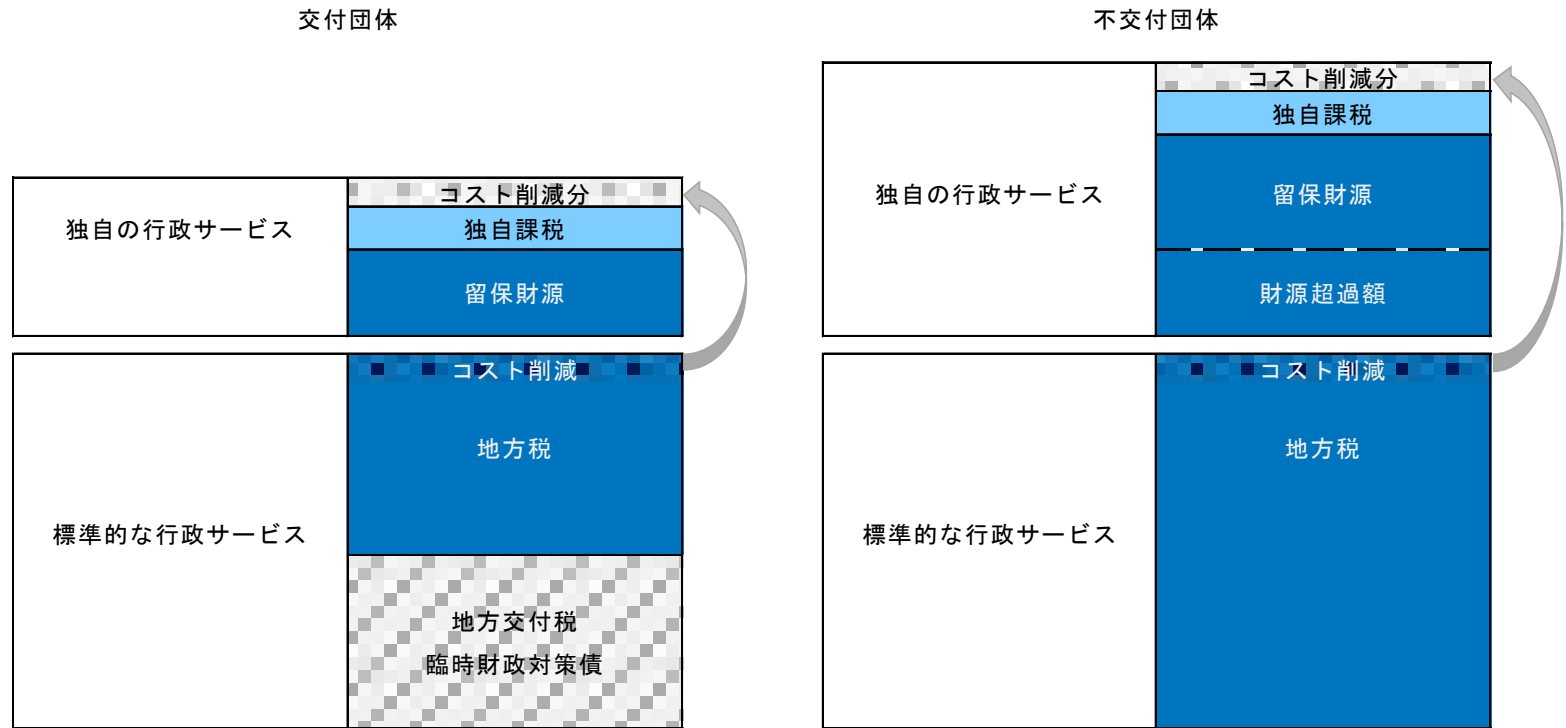 交付団体
独自の行政サービス
コスト削減分
独自課税
留保財源
標準的な行政サービス
コスト削減
地方税
地方交付税
臨時財政対策債
不交付団体
独自の行政サービス
コスト削減分
独自課税
留保財源
財源超過額
標準的な行政サービス
コスト削減
地方税